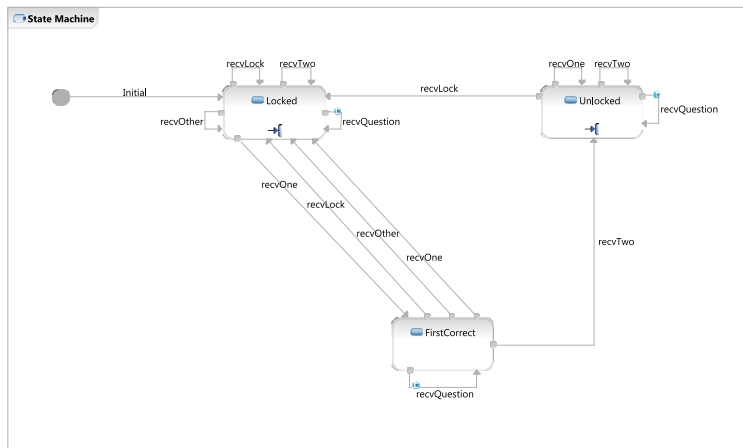 State Machine
recvLock
recvTwo
recvOne
recvTwo
Initial
Locked
recvLock
Unlocked
recvQuestion
recvOther
recvQuestion
recvOne
recvLock
recvOther
recvTwo
recvOne
FirstCorrect
recvQuestion